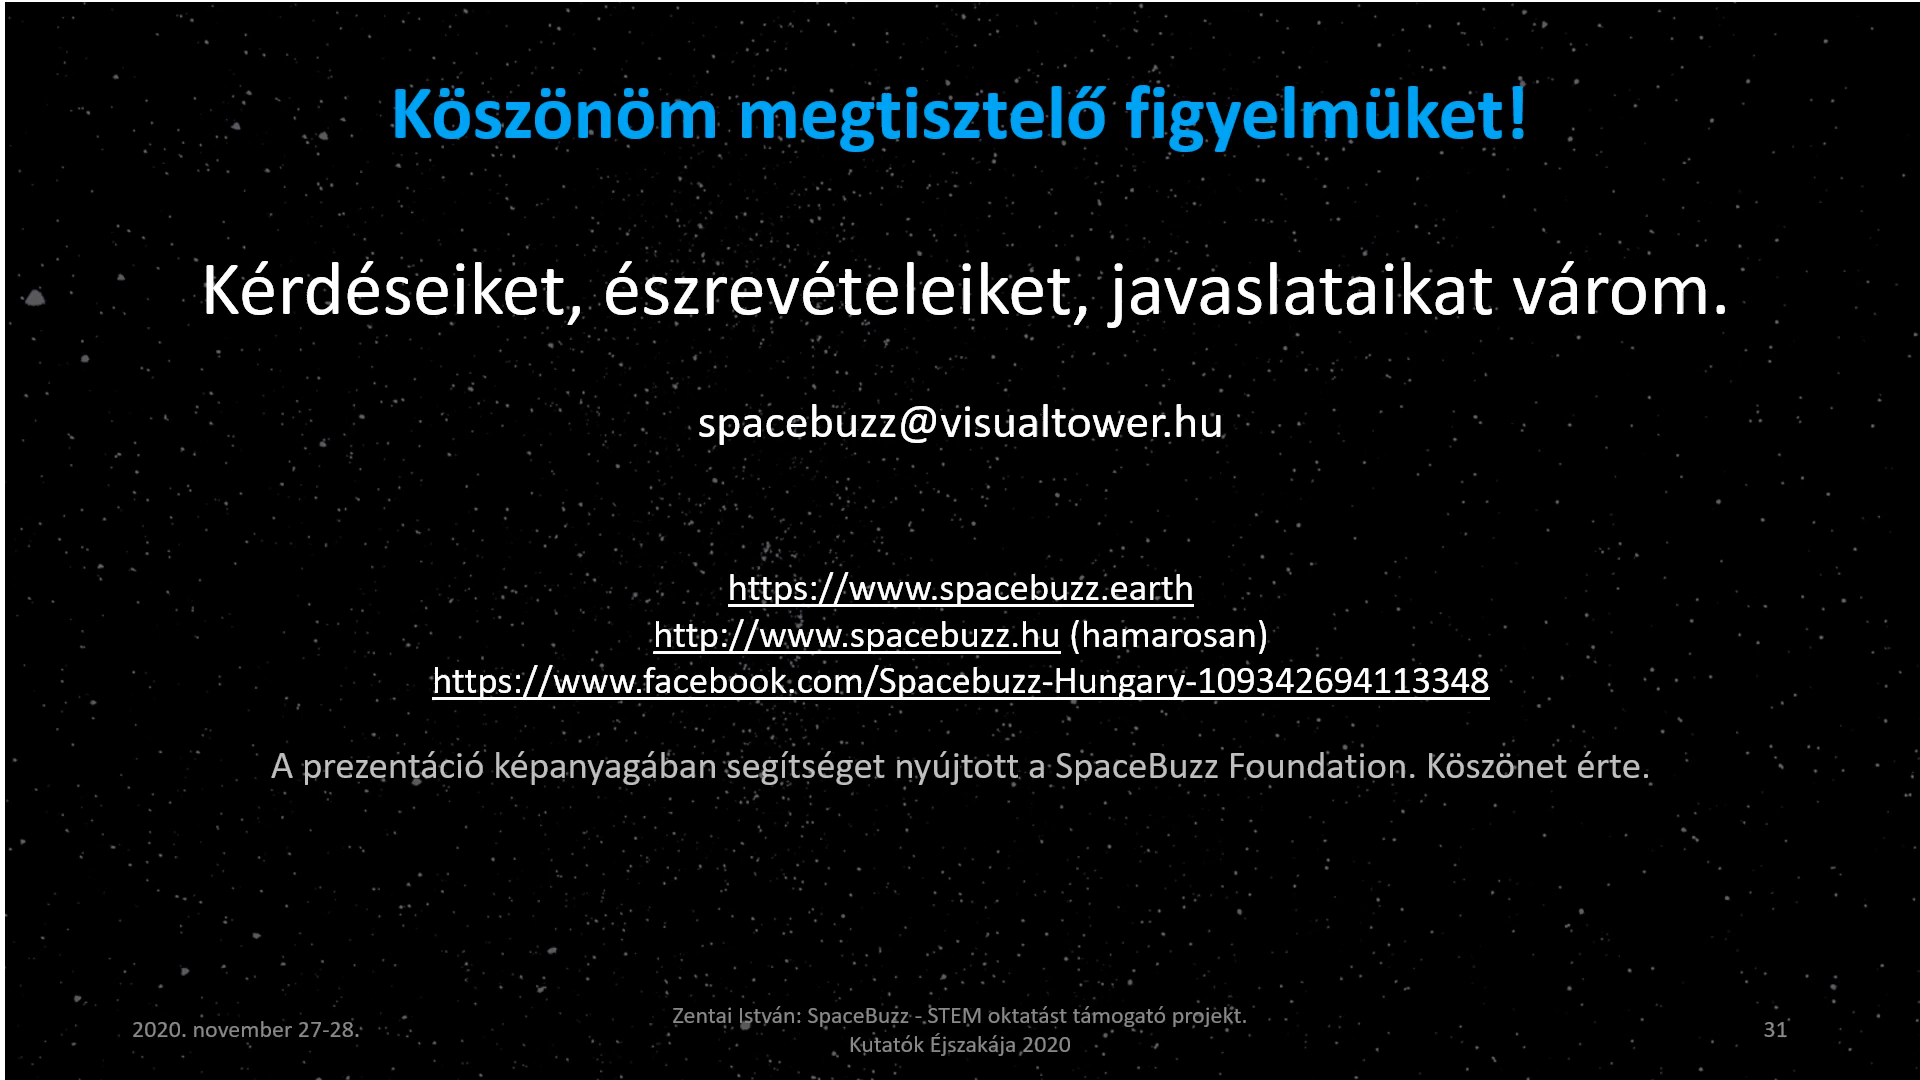 Köszönöm megtisztelő figyelmüket!
Kérdéseiket, észrevételeiket, javaslataikat várom.
spacebuzz@visualtower.hu
https://www.spacebuzz.earth
http://www.spacebuzz.hu (hamarosan)
https://www.facebook.com/Spacebuzz-Hungary-109342694113348
A prezentáció képanyagában segítséget nyújtott a SpaceBuzz Foundation. Köszönet érte.
2020. november 27-28.
Zentai István: SpaceBuzz - STEM oktatást támogató projekt.
Kutatók Éjszakája 2020
31